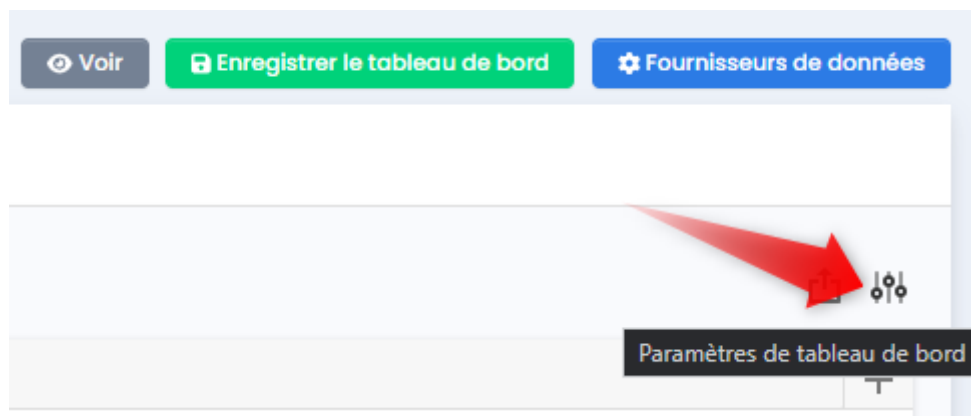 Voir
Enregistrer le tableau de bord
Fournisseurs de données
Paramètres de tableau de bord